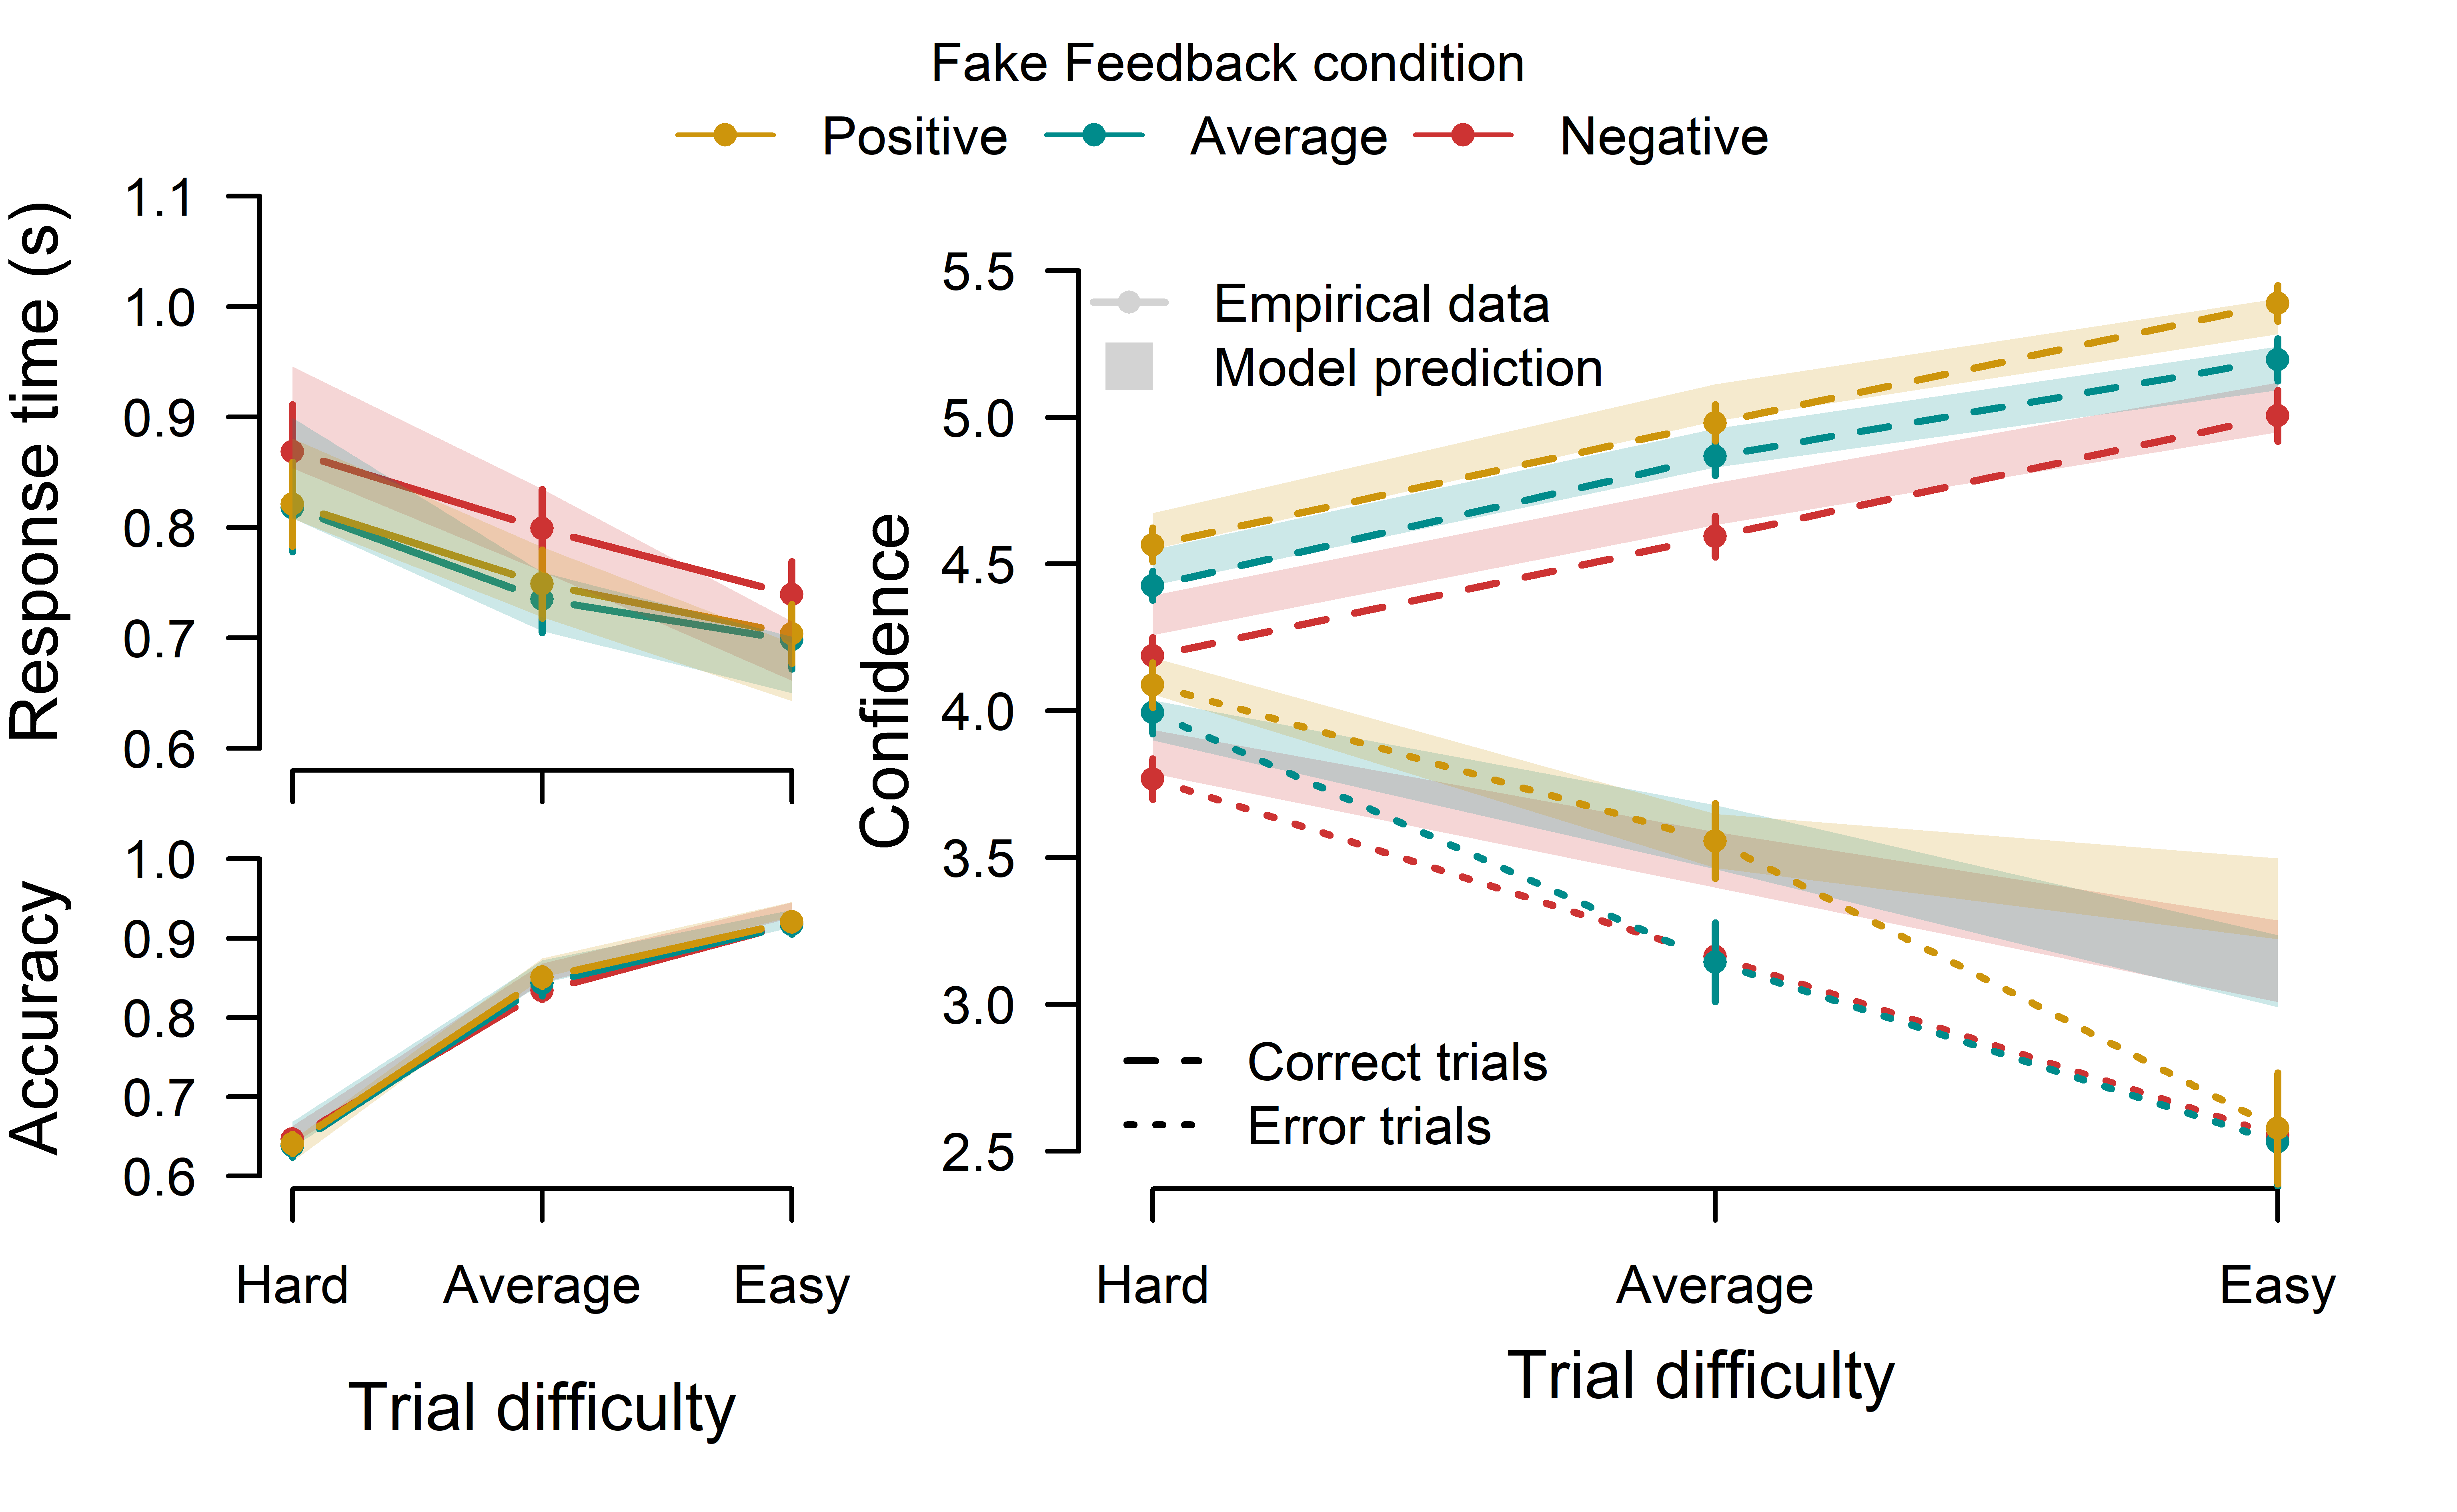 Fake Feedback condition
Positive Average Negative
Response time (s)
1.1
1.0
0.9
0.8
0.7
0.6
Accuracy
1.0
0.9
0.8
0.7
0.6
Hard Average Easy
Trial difficulty
Confidence
5.5
5.0
4.5
4.0
3.5
3.0
2.5
Empirical data
Model prediction
Correct trials
Error trials
Hard Average Easy
Trial difficulty